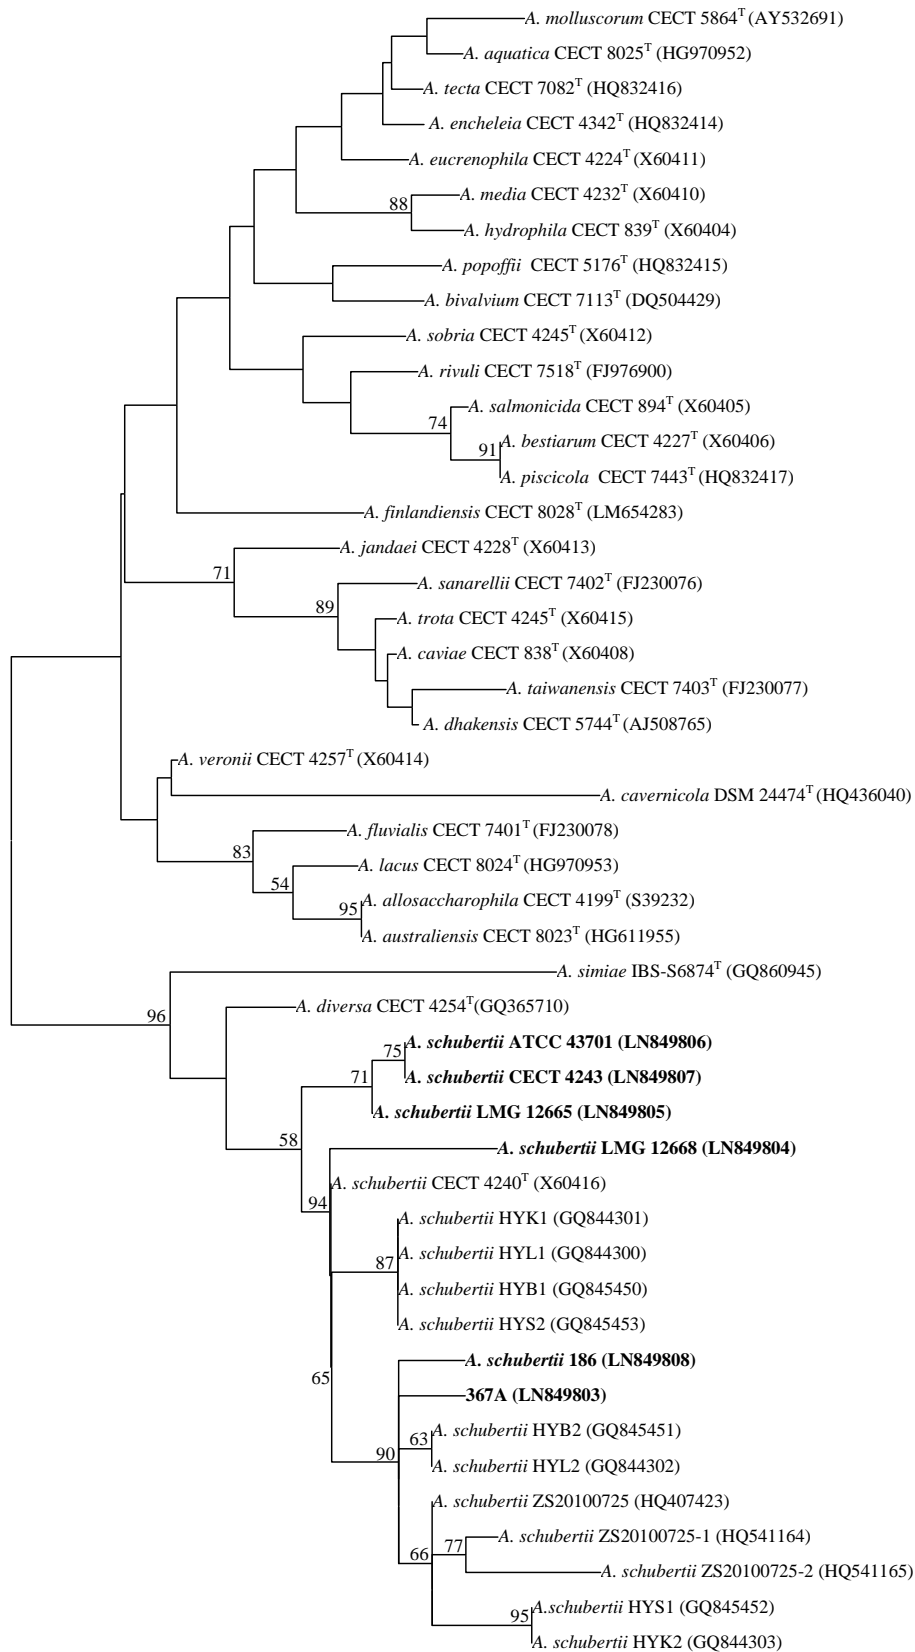 A. molluscorum CECT 5864T (AY532691)
A. aquatica CECT 8025T (HG970952)
A. tecta CECT 7082T (HQ832416)
A. encheleia CECT 4342T (HQ832414)
A. eucrenophila CECT 4224T (X60411)
A. media CECT 4232T (X60410)
88
A. hydrophila CECT 839T (X60404)
A. popoffii CECT 5176T (HQ832415)
A. bivalvium CECT 7113T (DQ504429)
A. sobria CECT 4245T (X60412)
A. rivuli CECT 7518T (FJ976900)
A. salmonicida CECT 894T (X60405)
74
A. bestiarum CECT 4227T (X60406)
91
A. piscicola CECT 7443T (HQ832417)
A. finlandiensis CECT 8028T (LM654283)
A. jandaei CECT 4228T (X60413)
71
A. sanarellii CECT 7402T (FJ230076)
89
A. trota CECT 4245T (X60415)
A. caviae CECT 838T (X60408)
A. taiwanensis CECT 7403T (FJ230077)
A. dhakensis CECT 5744T (AJ508765)
A. veronii CECT 4257T (X60414)
A. cavernicola DSM 24474T (HQ436040)
A. fluvialis CECT 7401T (FJ230078)
83
A. lacus CECT 8024T (HG970953)
54
A. allosaccharophila CECT 4199T (S39232)
95
A. australiensis CECT 8023T (HG611955)
A. simiae IBS-S6874T (GQ860945)
A. diversa CECT 4254T(GQ365710)
96
A. schubertii ATCC 43701 (LN849806)
75
A. schubertii CECT 4243 (LN849807)
71
A. schubertii LMG 12665 (LN849805)
58
A. schubertii LMG 12668 (LN849804)
A. schubertii CECT 4240T (X60416)
94
A. schubertii HYK1 (GQ844301)
A. schubertii HYL1 (GQ844300)
87
A. schubertii HYB1 (GQ845450)
A. schubertii HYS2 (GQ845453)
A. schubertii 186 (LN849808)
65
367A (LN849803)
A. schubertii HYB2 (GQ845451)
63
90
A. schubertii HYL2 (GQ844302)
A. schubertii ZS20100725 (HQ407423)
A. schubertii ZS20100725-1 (HQ541164)
77
66
A. schubertii ZS20100725-2 (HQ541165)
A.schubertii HYS1 (GQ845452)
95
A. schubertii HYK2 (GQ844303)